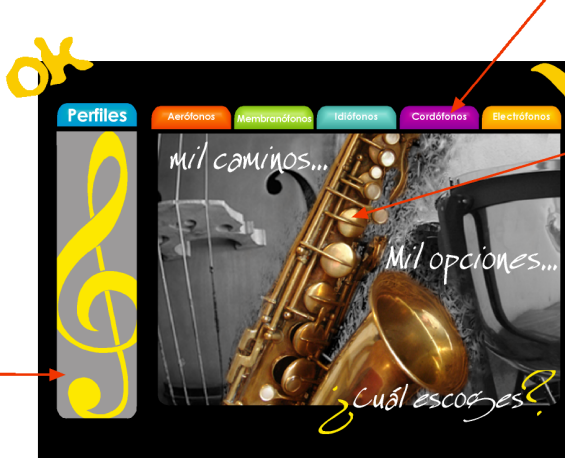 OK
Perfiles
Aerófonos
Membranófonos
Idiófonos
Cordófonos
Electrófonos
mil caminos...
Mil opciones...
¿Cuál escoges?